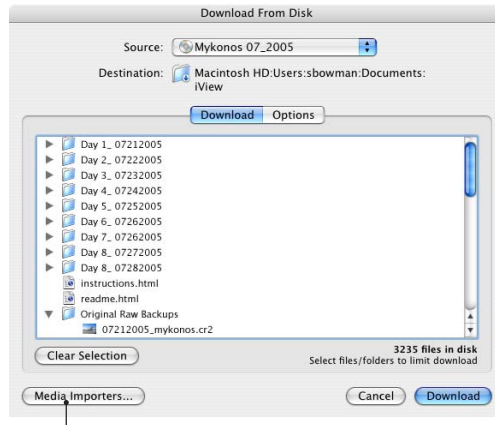 Download From Disk
Source: Mykonos 07_2005
Destination: Macintosh HD:Users:sbowman:Documents:
iView
Download Options
Day 1_ 07212005
Day 2_ 07222005
Day 3_ 07232005
Day 4_ 07242005
Day 5_ 07252005
Day 6_ 07262005
Day 7_ 07262005
Day 8_ 07272005
Day 8_ 07282005
instructions.html
readme.html
Original Raw Backups
07212005_mykonos.cr2
Clear Selection
3235 files in disk
Select files/folders to limit download
Media Importers...
Cancel Download